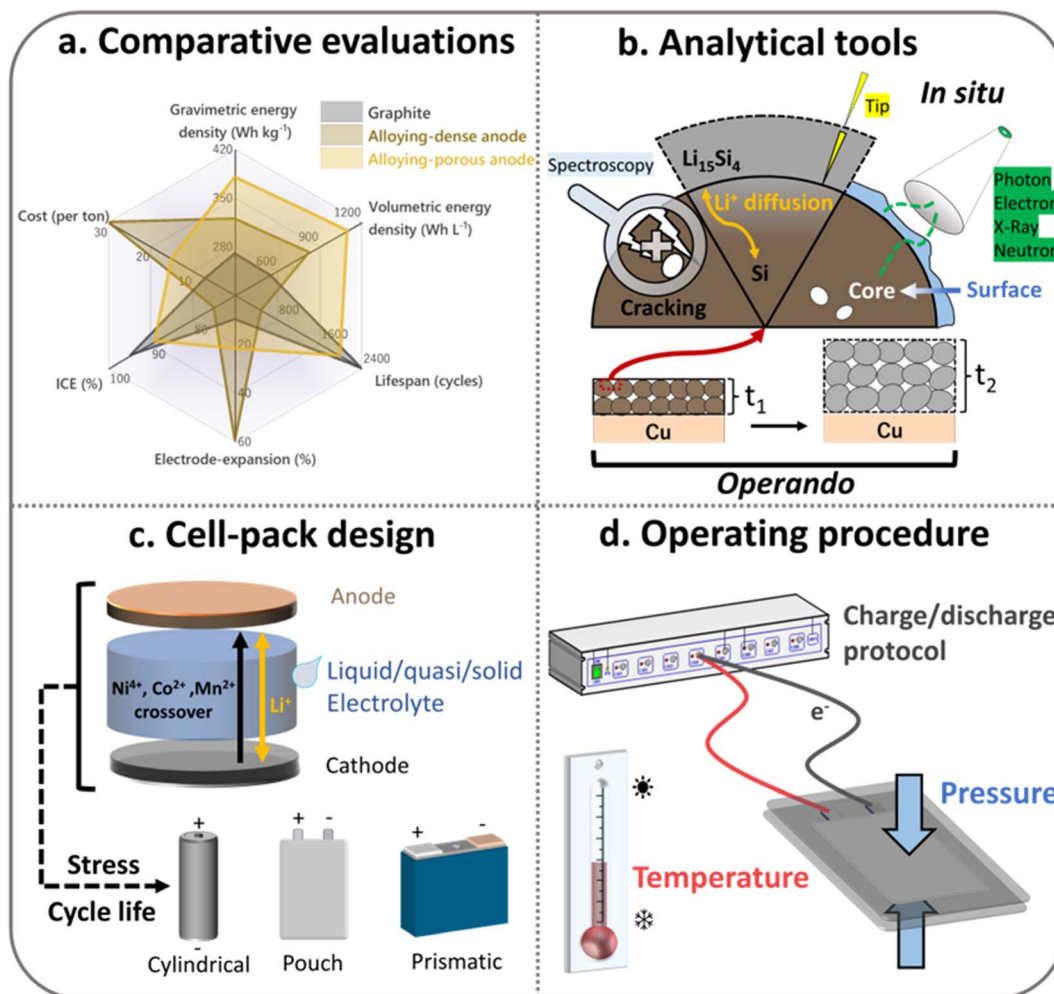 a. Comparative evaluations
Gravimetric energy
density (Wh kg⁻¹)
Graphite
Alloying-dense anode
Alloying-porous anode
420
350
280
Cost (per ton)
30
20
10
1200
900
600
Volumetric energy
density (Wh L⁻¹)
80
90
100
ICE (%)
20
40
60
Electrode-expansion (%)
1600
2400
Lifespan (cycles)
b. Analytical tools
In situ
Tip
Spectroscopy
Li₁₅Si₄
Li⁺ diffusion
Si
Cracking
Photon
Electron
X-Ray
Neutron
Core
Surface
t₁
Cu
t₂
Cu
Operando
c. Cell-pack design
Anode
Liquid/quasi/solid
Electrolyte
Ni⁴⁺, Co²⁺ ,Mn²⁺
crossover
Li⁺
Cathode
Stress
Cycle life
+
-
Cylindrical
+ -
Pouch
+ -
Prismatic
d. Operating procedure
Charge/discharge
protocol
e⁻
Pressure
Temperature